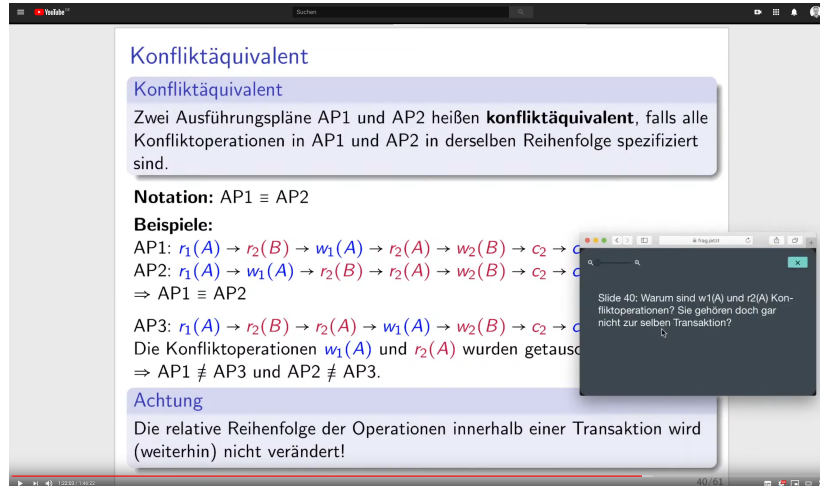 YouTube
Suchen
Konfliktäquivalent
Konfliktäquivalent
Zwei Ausführungspläne AP1 und AP2 heißen konfliktäquivalent, falls alle
Konfliktoperationen in AP1 und AP2 in derselben Reihenfolge spezifiziert
sind.
Notation: AP1 ≡ AP2
Beispiele:
AP1: r₁(A) → r₂(B) → w₁(A) → r₂(A) → w₂(B) → c₂ → c
AP2: r₁(A) → w₁(A) → r₂(B) → r₂(A) → w₂(B) → c₂ → c
⇒ AP1 ≡ AP2
AP3: r₁(A) → r₂(B) → r₂(A) → w₁(A) → w₂(B) → c₂ → c
Die Konfliktoperationen w₁(A) und r₂(A) wurden getausc
⇒ AP1 ≢ AP3 und AP2 ≢ AP3.
Achtung
Die relative Reihenfolge der Operationen innerhalb einer Transaktion wird
(weiterhin) nicht verändert!
40/61
frag.jetzt
Slide 40: Warum sind w1(A) und r2(A) Kon-
fliktoperationen? Sie gehören doch gar
nicht zur selben Transaktion?